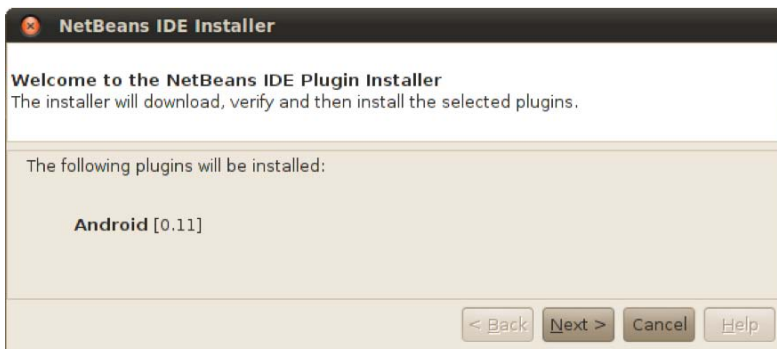 NetBeans IDE Installer
Welcome to the NetBeans IDE Plugin Installer
The installer will download, verify and then install the selected plugins.
The following plugins will be installed:
Android [0.11]
< Back Next > Cancel Help